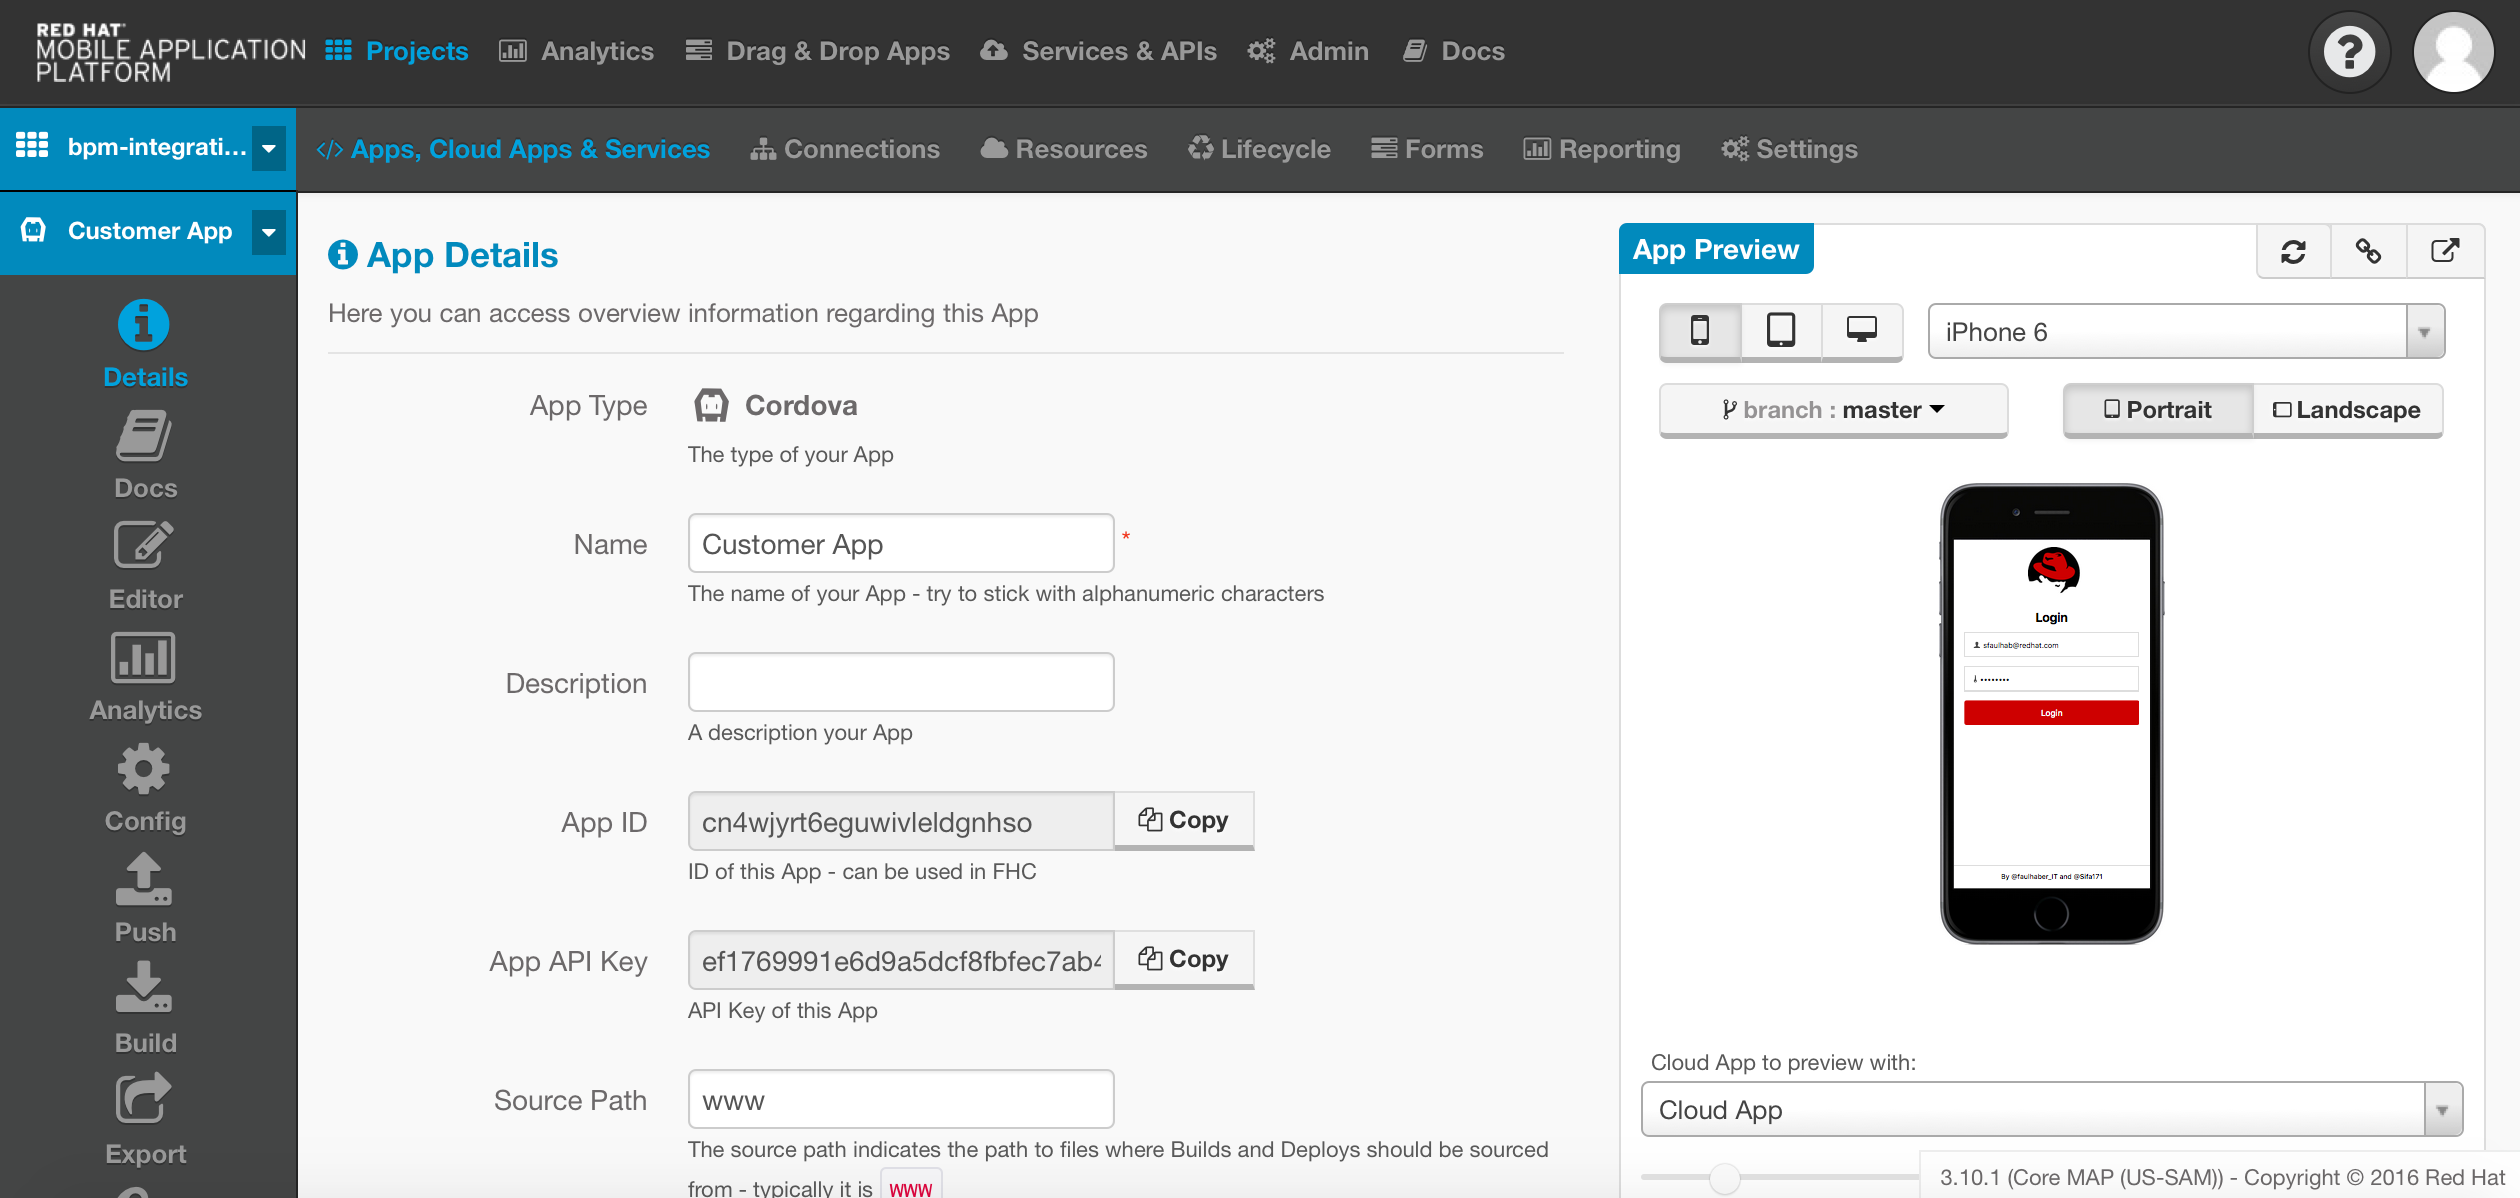 RED HAT
MOBILE APPLICATION
PLATFORM
Projects
Analytics
Drag & Drop Apps
Services & APIs
Admin
Docs
bpm-integrati...
Apps, Cloud Apps & Services
Connections
Resources
Lifecycle
Forms
Reporting
Settings
Customer App
Details
Docs
Editor
Analytics
Config
Push
Build
Export
App Details
Here you can access overview information regarding this App
App Type
Cordova
The type of your App
Name
Customer App
*
The name of your App - try to stick with alphanumeric characters
Description
A description your App
App ID
cn4wjyrt6eguwivleldgnhso
Copy
ID of this App - can be used in FHC
App API Key
ef1769991e6d9a5dcf8fbfec7ab4
Copy
API Key of this App
Source Path
www
The source path indicates the path to files where Builds and Deploys should be sourced
from - typically it is www
App Preview
iPhone 6
branch : master
Portrait
Landscape
Login
sfaulhab@redhat.com
••••••••
Login
By @faulhaber_IT and @Sifa171
Cloud App to preview with:
Cloud App
3.10.1 (Core MAP (US-SAM)) - Copyright © 2016 Red Hat